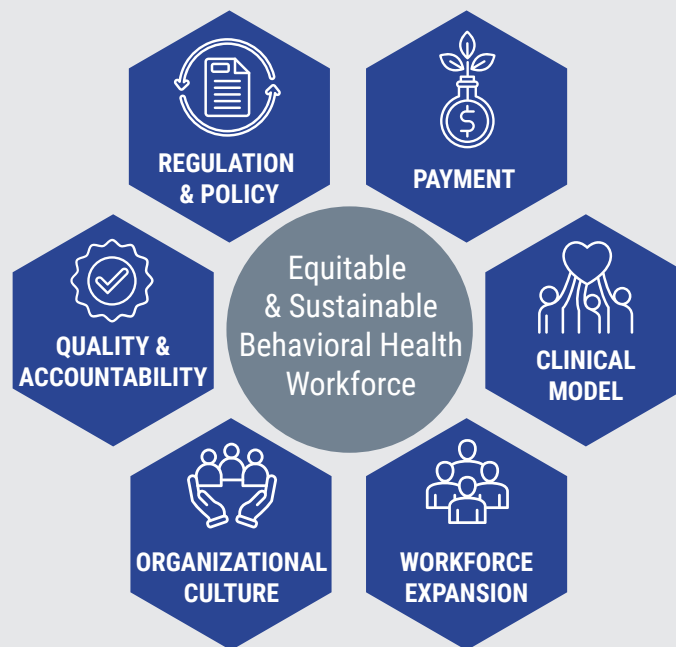 REGULATION
& POLICY
PAYMENT
$
Equitable
& Sustainable
Behavioral Health
Workforce
QUALITY &
ACCOUNTABILITY
CLINICAL
MODEL
ORGANIZATIONAL
CULTURE
WORKFORCE
EXPANSION